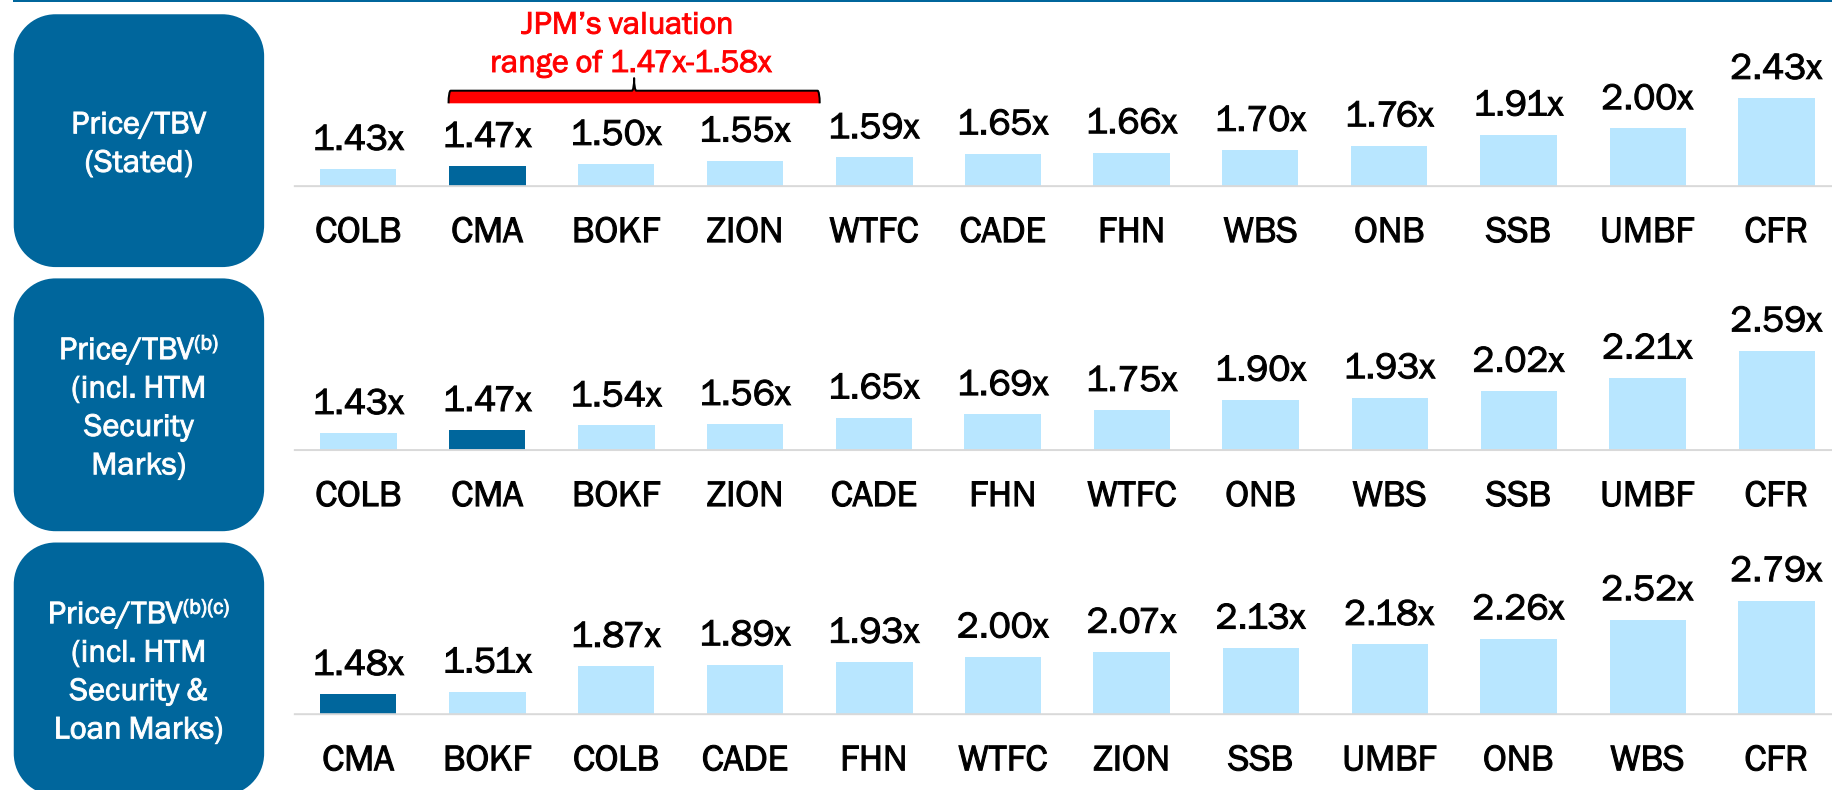 JPM's valuation
range of 1.47x-1.58x
Price/TBV
(Stated)
1.43x 1.47x 1.50x 1.55x 1.59x 1.65x 1.66x 1.70x 1.76x 1.91x 2.00x 2.43x
COLB CMA BOKF ZION WTFC CADE FHN WBS ONB SSB UMBF CFR
Price/TBV(b)
(incl. HTM
Security
Marks)
1.43x 1.47x 1.54x 1.56x 1.65x 1.69x 1.75x 1.90x 1.93x 2.02x 2.21x 2.59x
COLB CMA BOKF ZION CADE FHN WTFC ONB WBS SSB UMBF CFR
Price/TBV(b)(c)
(incl. HTM
Security &
Loan Marks)
1.48x 1.51x 1.87x 1.89x 1.93x 2.00x 2.07x 2.13x 2.18x 2.26x 2.52x 2.79x
CMA BOKF COLB CADE FHN WTFC ZION SSB UMBF ONB WBS CFR